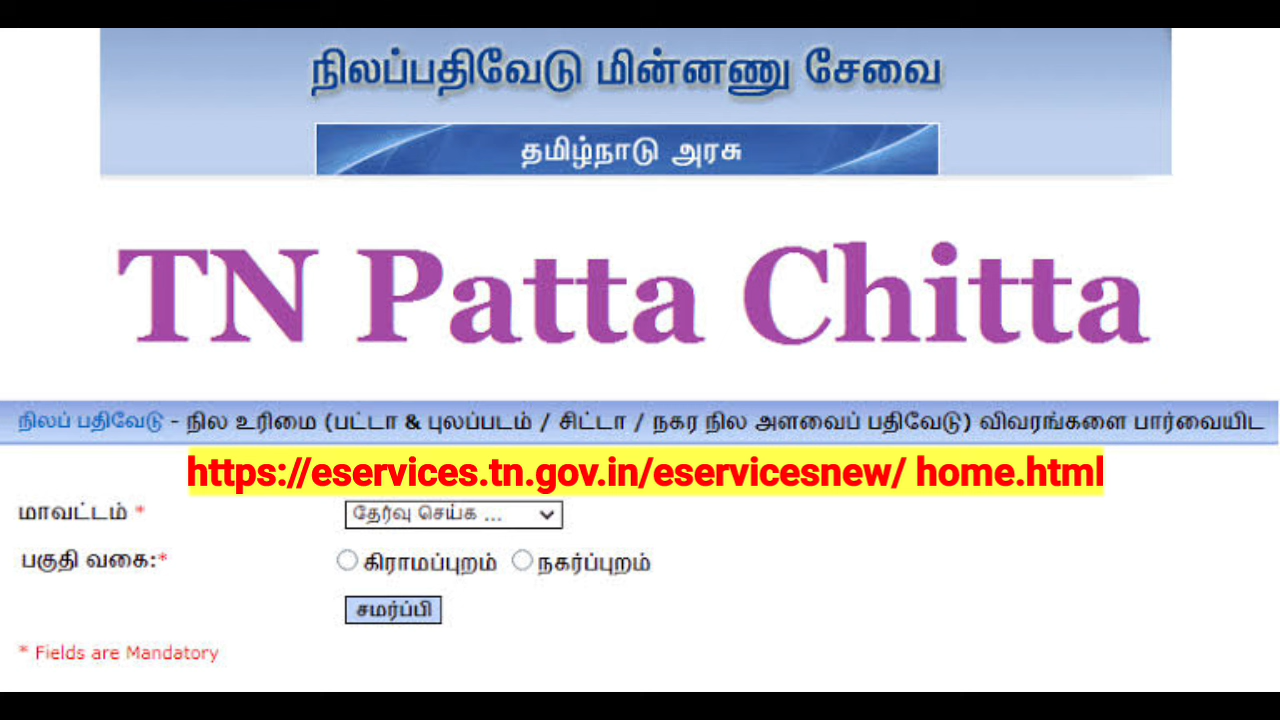 நிலப்பதிவேடு மின்னணு சேவை
தமிழ்நாடு அரசு
TN Patta Chitta
நிலப் பதிவேடு - நில உரிமை (பட்டா & புலப்படம் / சிட்டா / நகர நில அளவைப் பதிவேடு) விவரங்களை பார்வையிட
https://eservices.tn.gov.in/eservicesnew/ home.html
மாவட்டம் * தேர்வு செய்க ...
பகுதி வகை:* கிராமப்புறம் நகர்ப்புறம்
சமர்ப்பி
* Fields are Mandatory